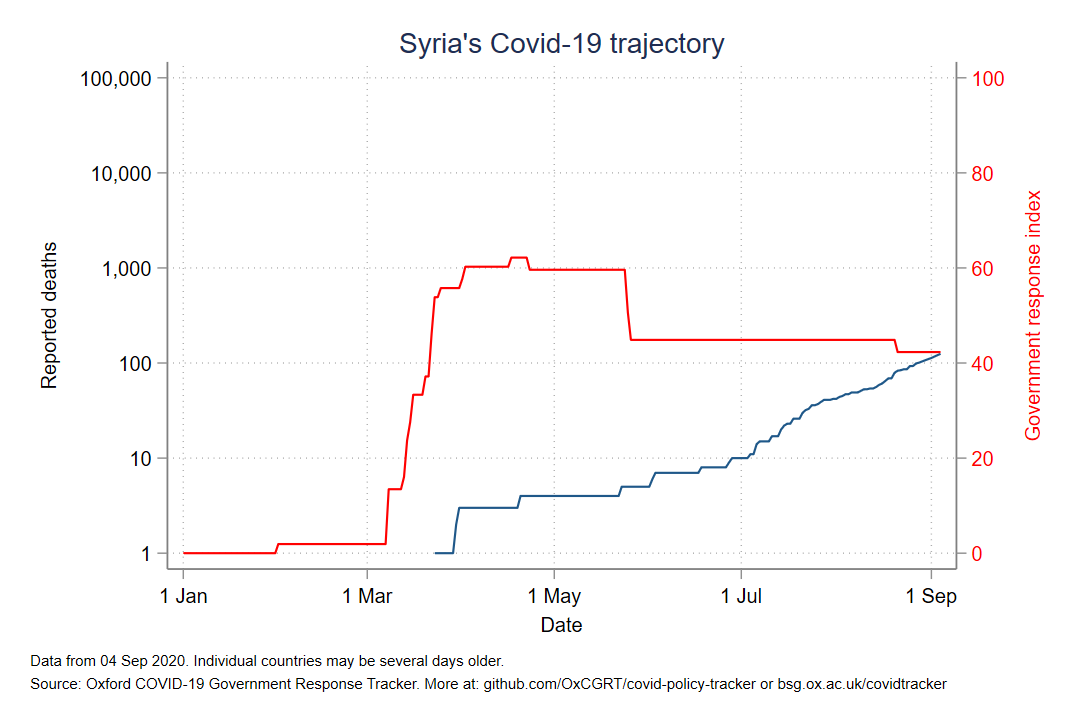 Syria's Covid-19 trajectory
100,000
10,000
1,000
100
10
1
Reported deaths
100
80
60
40
20
0
Government response index
1 Jan
1 Mar
1 May
1 Jul
1 Sep
Date
Data from 04 Sep 2020. Individual countries may be several days older.
Source: Oxford COVID-19 Government Response Tracker. More at: github.com/OxCGRT/covid-policy-tracker or bsg.ox.ac.uk/covidtracker